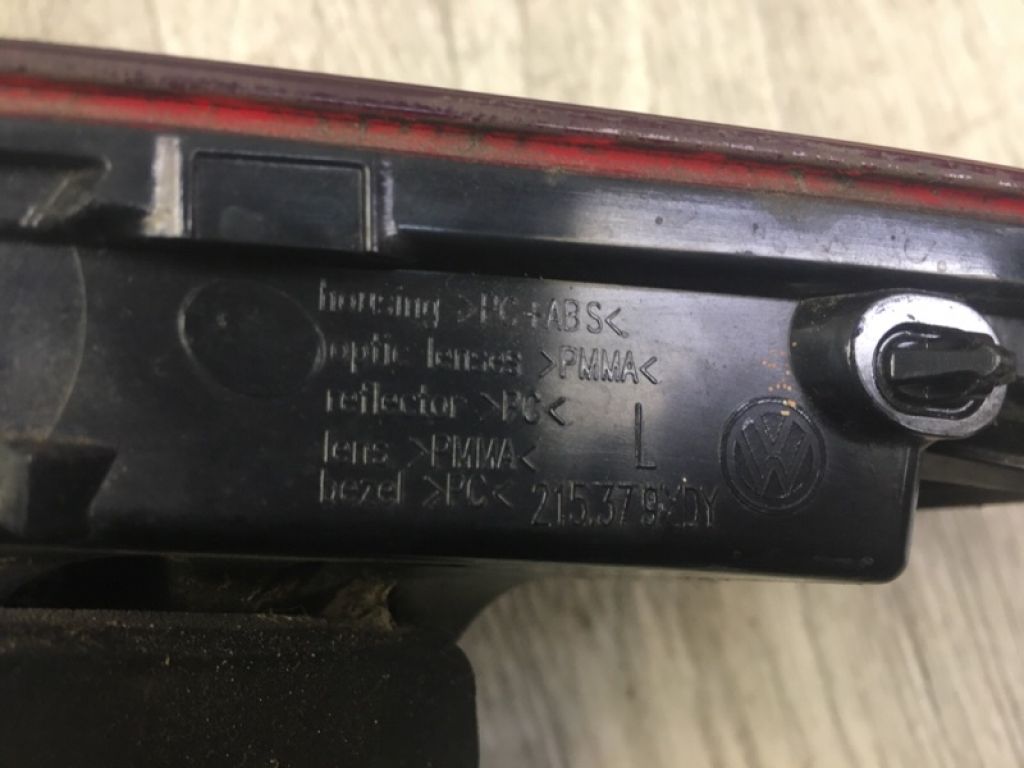 housing >PC+ABS<
optic lenses >PMMA<
reflector >PC<
lens >PMMA<
bezel >PC<
L